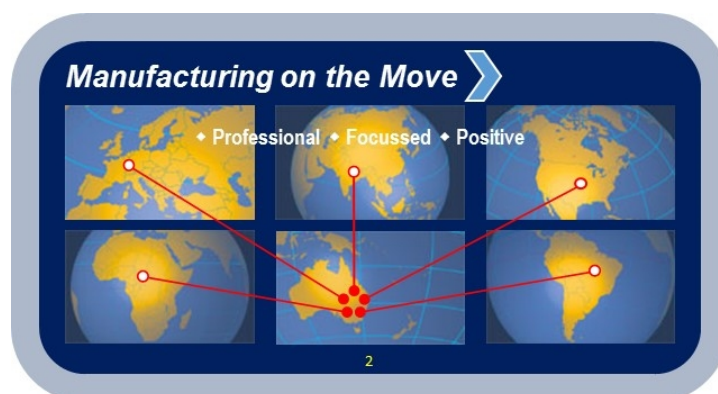 Manufacturing on the Move
◆ Professional ◆ Focussed ◆ Positive
2